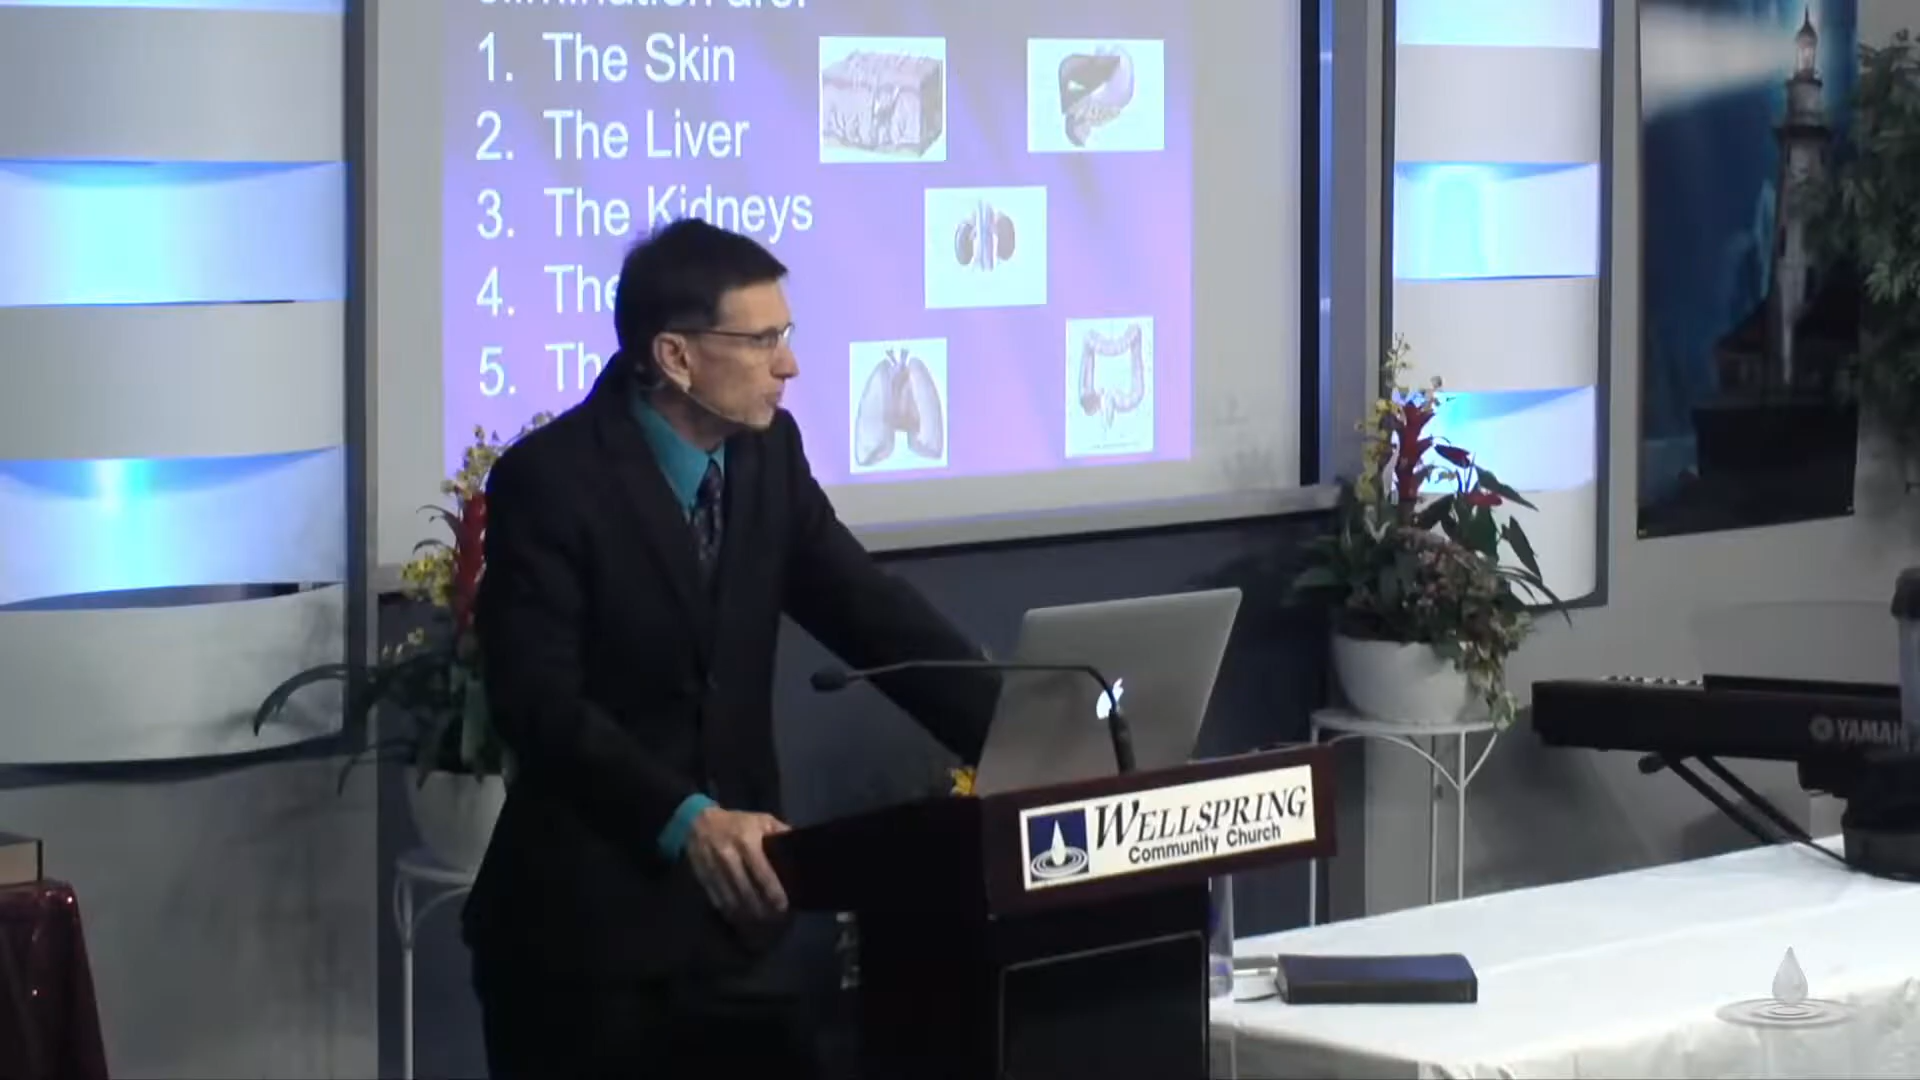 1. The Skin
2. The Liver
3. The Kidneys
4. The
5. Th
WELLSPRING
Community Church
YAMAH